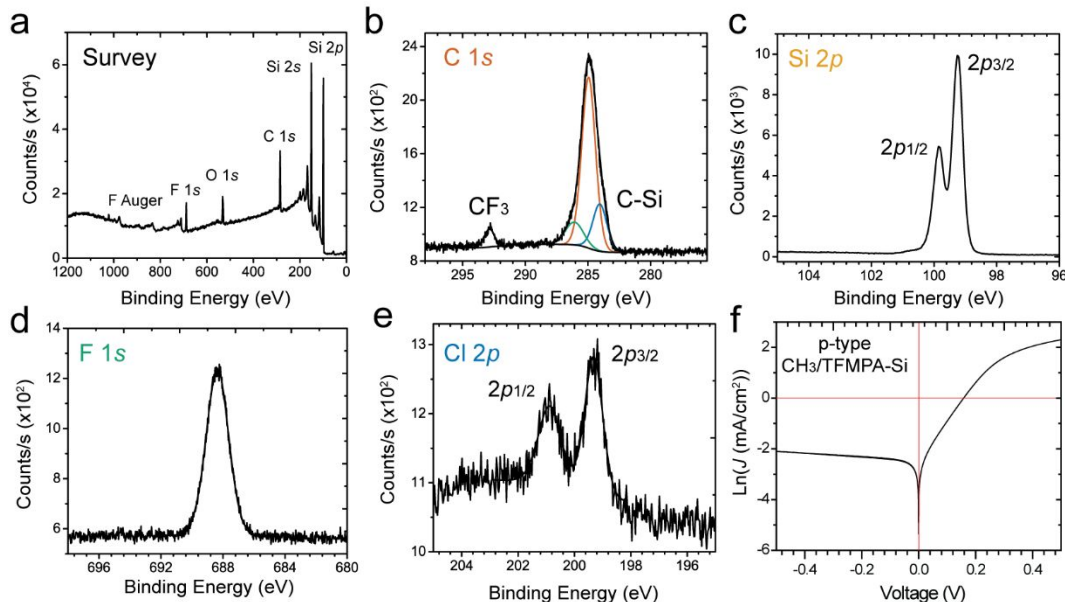 a
Survey
Counts/s (x10⁴)
6
4
2
0
Si 2p
Si 2s
C 1s
O 1s
F 1s
F Auger
1200 1000 800 600 400 200 0
Binding Energy (eV)
b
C 1s
Counts/s (x10²)
24
20
16
12
8
CF₃
C-Si
295 290 285 280
Binding Energy (eV)
c
Si 2p
Counts/s (x10³)
10
8
6
4
2
0
2p1/2
2p3/2
104 102 100 98 96
Binding Energy (eV)
d
F 1s
Counts/s (x10²)
14
12
10
8
6
696 692 688 684 680
Binding Energy (eV)
e
Cl 2p
Counts/s (x10²)
13
12
11
10
2p1/2
2p3/2
204 202 200 198 196
Binding Energy (eV)
f
p-type
CH₃/TFMPA-Si
Ln(J (mA/cm²))
2
0
-2
-4
-6
-0.4 -0.2 0.0 0.2 0.4
Voltage (V)